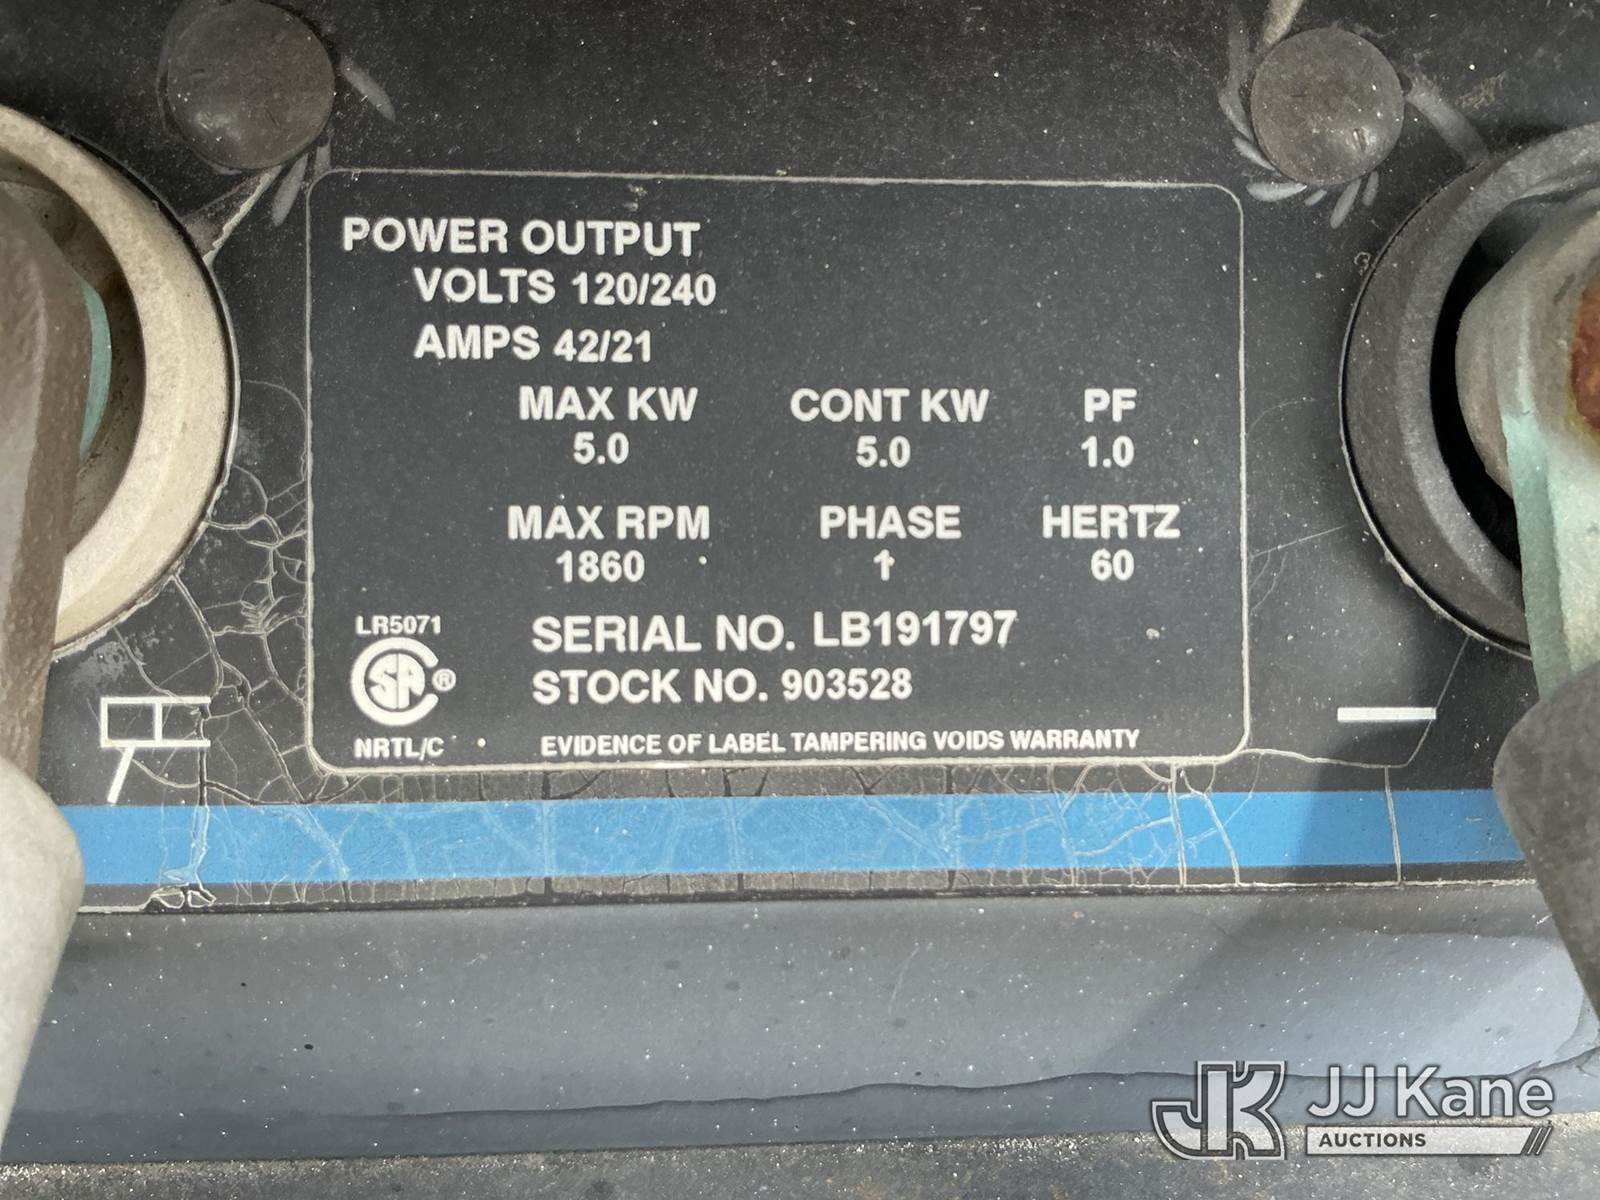 POWER OUTPUT
VOLTS 120/240
AMPS 42/21
MAX KW CONT KW PF
5.0 5.0 1.0
MAX RPM PHASE HERTZ
1860 1 60
LR5071
SERIAL NO. LB191797
SA ®
STOCK NO. 903528
NRTL/C
EVIDENCE OF LABEL TAMPERING VOIDS WARRANTY
JK JJ Kane
AUCTIONS